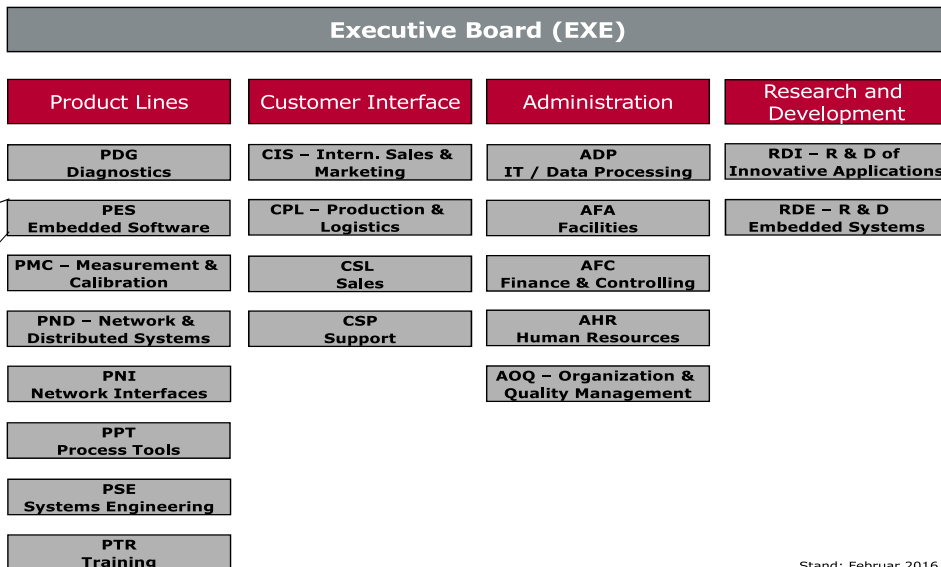 Executive Board (EXE)
Product Lines
PDG
Diagnostics
PES
Embedded Software
PMC – Measurement &
Calibration
PND – Network &
Distributed Systems
PNI
Network Interfaces
PPT
Process Tools
PSE
Systems Engineering
PTR
Training
Customer Interface
CIS – Intern. Sales &
Marketing
CPL – Production &
Logistics
CSL
Sales
CSP
Support
Administration
ADP
IT / Data Processing
AFA
Facilities
AFC
Finance & Controlling
AHR
Human Resources
AOQ – Organization &
Quality Management
Research and
Development
RDI – R & D of
Innovative Applications
RDE – R & D
Embedded Systems
Stand: Februar 2016